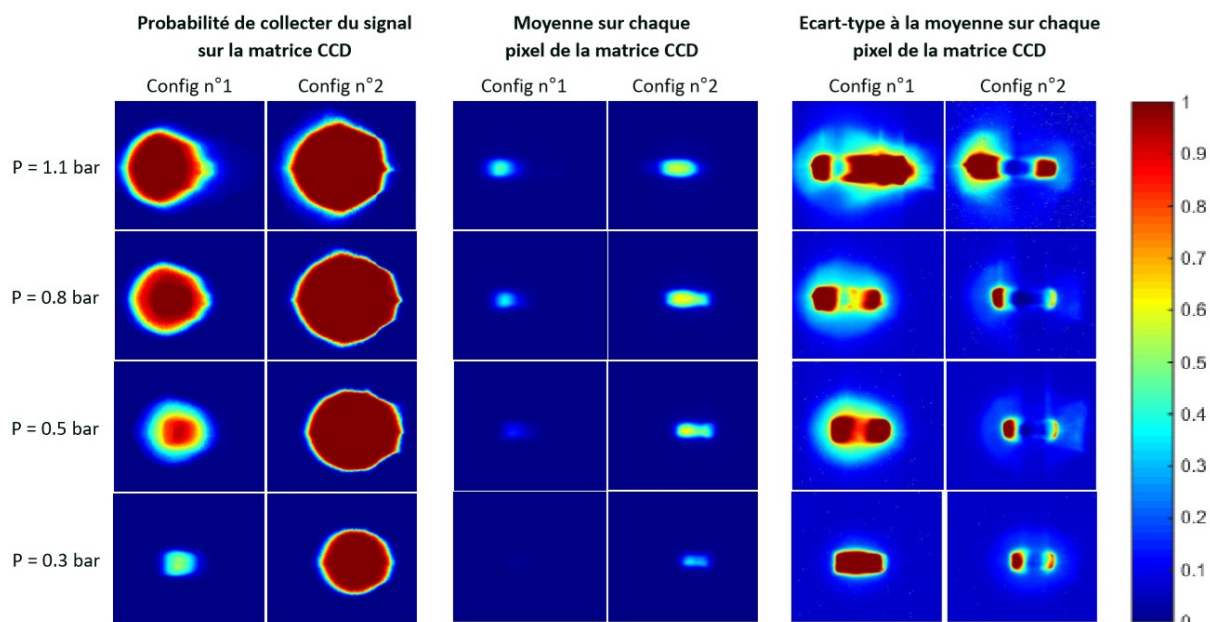 Probabilité de collecter du signal
sur la matrice CCD
Moyenne sur chaque
pixel de la matrice CCD
Ecart-type à la moyenne sur chaque
pixel de la matrice CCD
Config n°1
Config n°2
Config n°1
Config n°2
Config n°1
Config n°2
P = 1.1 bar
P = 0.8 bar
P = 0.5 bar
P = 0.3 bar
1
0.9
0.8
0.7
0.6
0.5
0.4
0.3
0.2
0.1
0